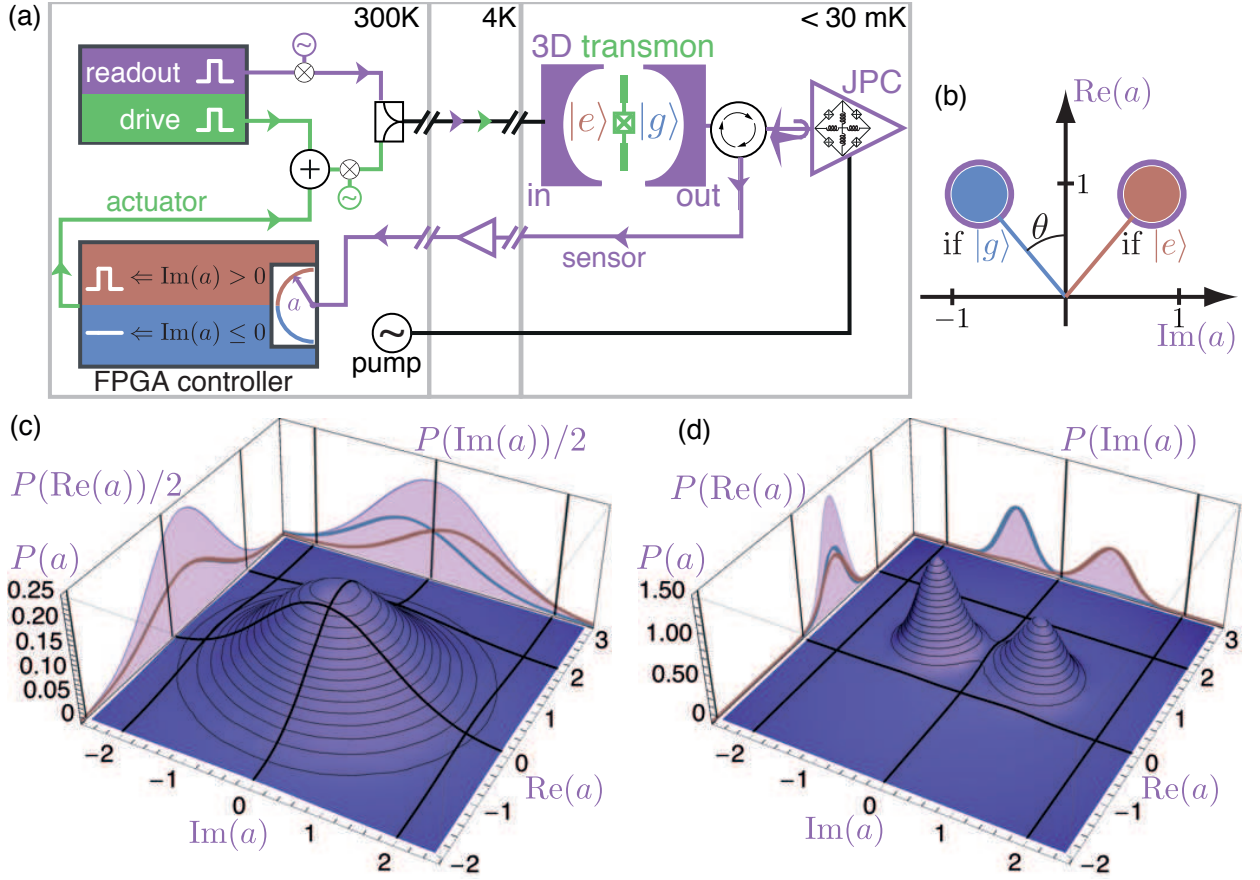 (a)
300K
4K
< 30 mK
readout
drive
3D transmon
JPC
|e⟩
|g⟩
in
out
+
~
~
actuator
sensor
⇐ Im(a) > 0
a
⇐ Im(a) ≤ 0
FPGA controller
~
pump
(b)
Re(a)
1
θ
if |g⟩
if |e⟩
−1
1
Im(a)
(c)
P(Re(a))/2
P(Im(a))/2
P(a)
0.25
0.20
0.15
0.10
0.05
0
−2
−1
0
1
2
Im(a)
−2
−1
0
1
2
3
Re(a)
(d)
P(Re(a))
P(Im(a))
P(a)
1.50
1.00
0.50
0
−2
−1
0
1
2
Im(a)
−2
−1
0
1
2
3
Re(a)